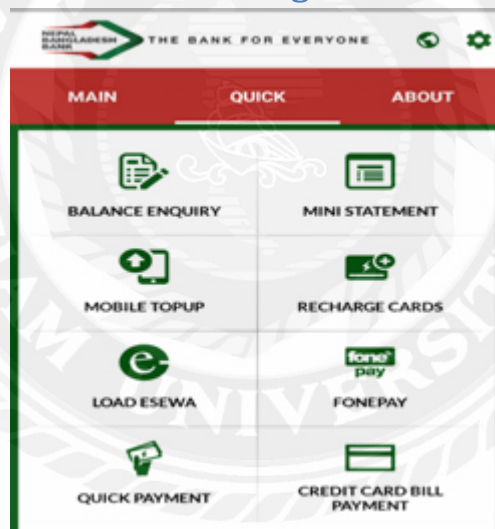 NEPAL
BANGLADESH
BANK
THE BANK FOR EVERYONE
MAIN QUICK ABOUT
BALANCE ENQUIRY MINI STATEMENT
MOBILE TOPUP RECHARGE CARDS
fone
pay
LOAD ESEWA FONEPAY
QUICK PAYMENT CREDIT CARD BILL
PAYMENT
UNIVERS